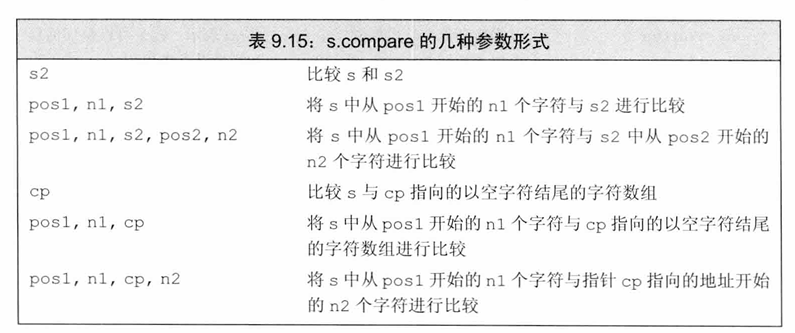 表 9.15：s.compare 的几种参数形式
s2 比较 s 和 s2
pos1, n1, s2 将 s 中从 pos1 开始的 n1 个字符与 s2 进行比较
pos1, n1, s2, pos2, n2 将 s 中从 pos1 开始的 n1 个字符与 s2 中从 pos2 开始的
n2 个字符进行比较
cp 比较 s 与 cp 指向的以空字符结尾的字符数组
pos1, n1, cp 将 s 中从 pos1 开始的 n1 个字符与 cp 指向的以空字符结尾
的字符数组进行比较
pos1, n1, cp, n2 将 s 中从 pos1 开始的 n1 个字符与指针 cp 指向的地址开始
的 n2 个字符进行比较